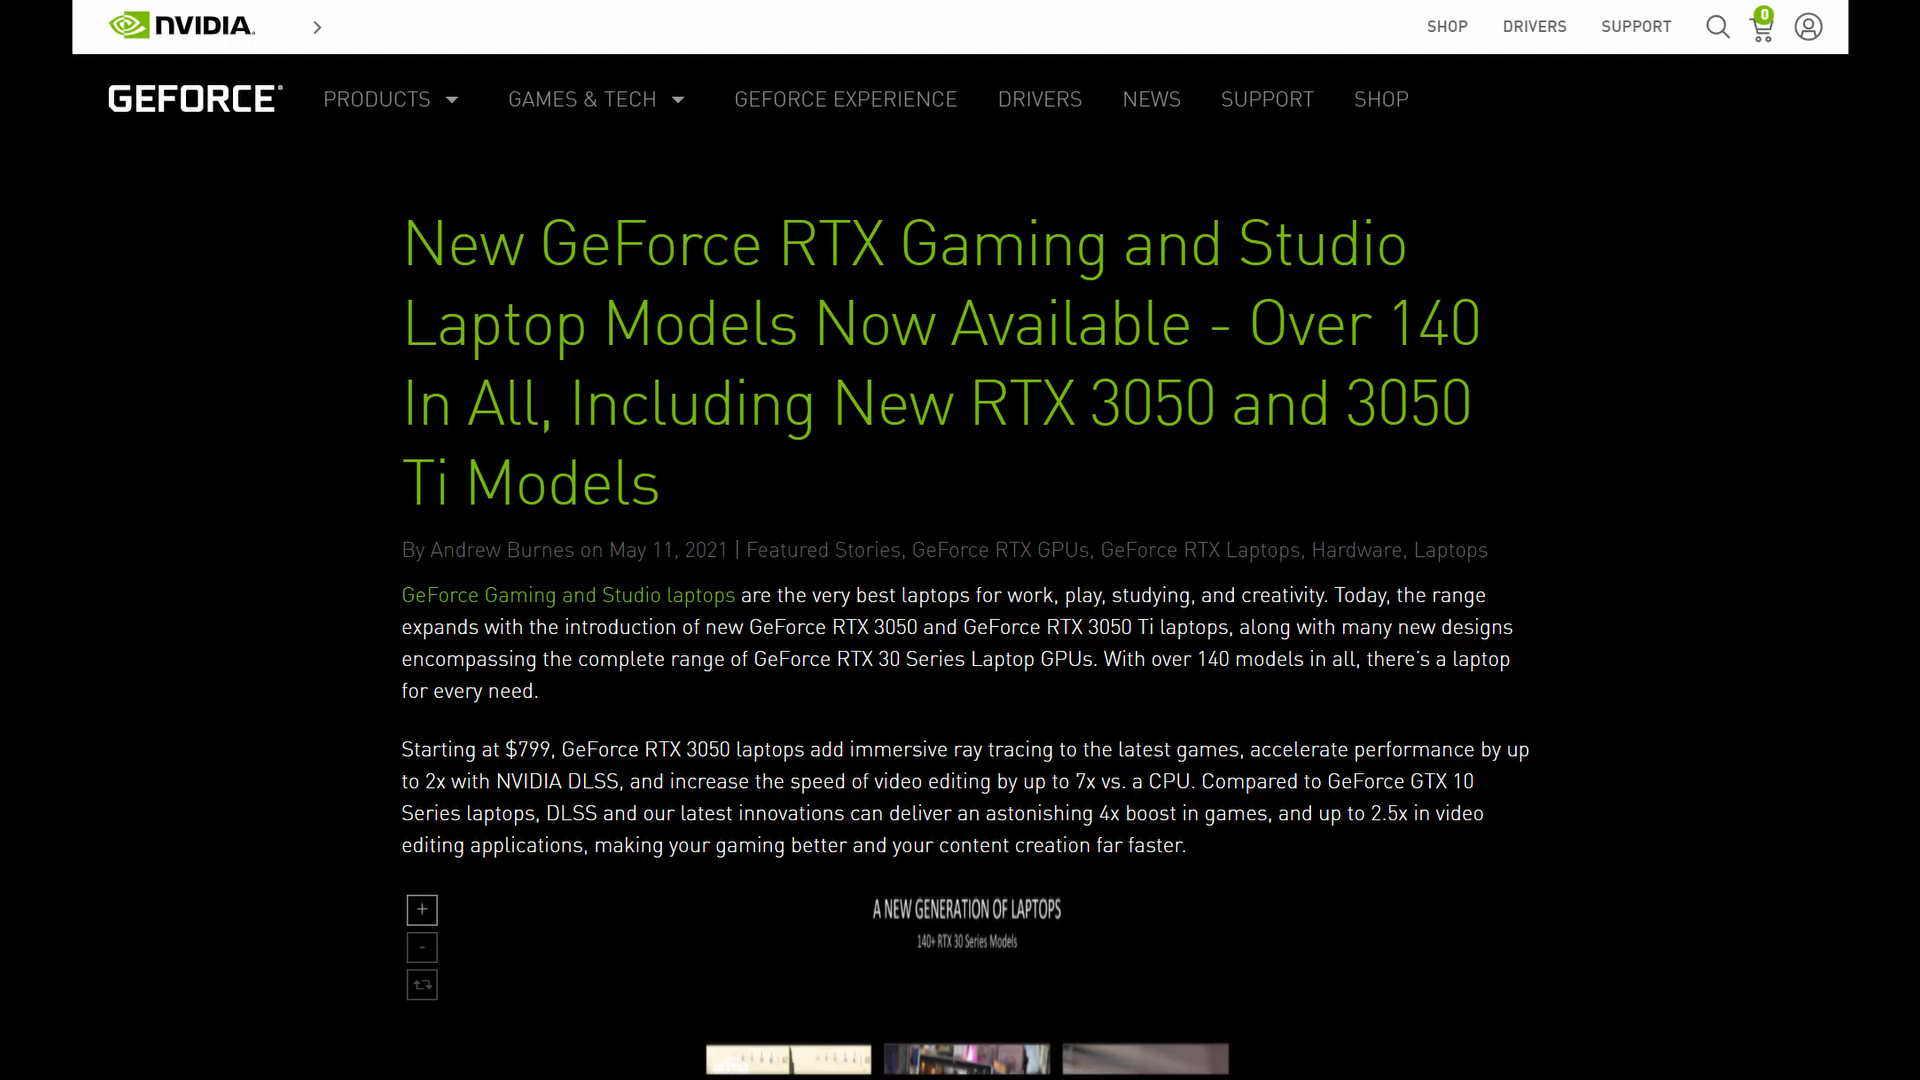 NVIDIA. SHOP DRIVERS SUPPORT 0
GEFORCE PRODUCTS GAMES & TECH GEFORCE EXPERIENCE DRIVERS NEWS SUPPORT SHOP
New GeForce RTX Gaming and Studio
Laptop Models Now Available - Over 140
In All, Including New RTX 3050 and 3050
Ti Models
By Andrew Burnes on May 11, 2021 | Featured Stories, GeForce RTX GPUs, GeForce RTX Laptops, Hardware, Laptops
GeForce Gaming and Studio laptops are the very best laptops for work, play, studying, and creativity. Today, the range
expands with the introduction of new GeForce RTX 3050 and GeForce RTX 3050 Ti laptops, along with many new designs
encompassing the complete range of GeForce RTX 30 Series Laptop GPUs. With over 140 models in all, there's a laptop
for every need.
Starting at $799, GeForce RTX 3050 laptops add immersive ray tracing to the latest games, accelerate performance by up
to 2x with NVIDIA DLSS, and increase the speed of video editing by up to 7x vs. a CPU. Compared to GeForce GTX 10
Series laptops, DLSS and our latest innovations can deliver an astonishing 4x boost in games, and up to 2.5x in video
editing applications, making your gaming better and your content creation far faster.
+
-
A NEW GENERATION OF LAPTOPS
140+ RTX 30 Series Models